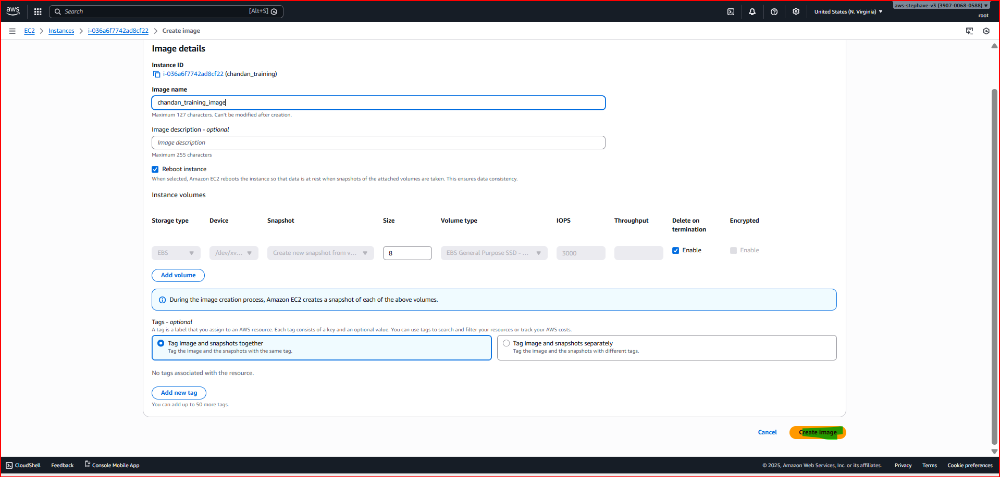 aws
Search
[Alt+S]
United States (N. Virginia)
aws-stephave-v3 (3907-0068-0588)
root
EC2 > Instances > i-036a6f7742ad8cf22 > Create image
Image details
Instance ID
i-036a6f7742ad8cf22 (chandan_training)
Image name
chandan_training_image
Maximum 127 characters. Can't be modified after creation.
Image description - optional
Image description
Maximum 255 characters
Reboot instance
When selected, Amazon EC2 reboots the instance so that data is at rest when snapshots of the attached volumes are taken. This ensures data consistency.
Instance volumes
Storage type Device Snapshot Size Volume type IOPS Throughput Delete on termination Encrypted
EBS /dev/xv... Create new snapshot from v... 8 EBS General Purpose SSD - ... 3000 Enable Enable
Add volume
During the image creation process, Amazon EC2 creates a snapshot of each of the above volumes.
Tags - optional
A tag is a label that you assign to an AWS resource. Each tag consists of a key and an optional value. You can use tags to search and filter your resources or track your AWS costs.
Tag image and snapshots together
Tag the image and the snapshots with the same tag.
Tag image and snapshots separately
Tag the image and the snapshots with different tags.
No tags associated with the resource.
Add new tag
You can add up to 50 more tags.
Cancel
Create image
CloudShell Feedback Console Mobile App
© 2025, Amazon Web Services, Inc. or its affiliates. Privacy Terms Cookie preferences